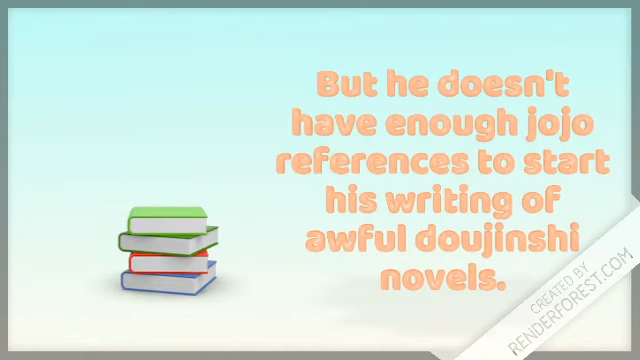 But he doesn't
have enough jojo
references to start
his writing of
awful doujinshi
novels.
CREATED BY
RENDERFOREST.COM